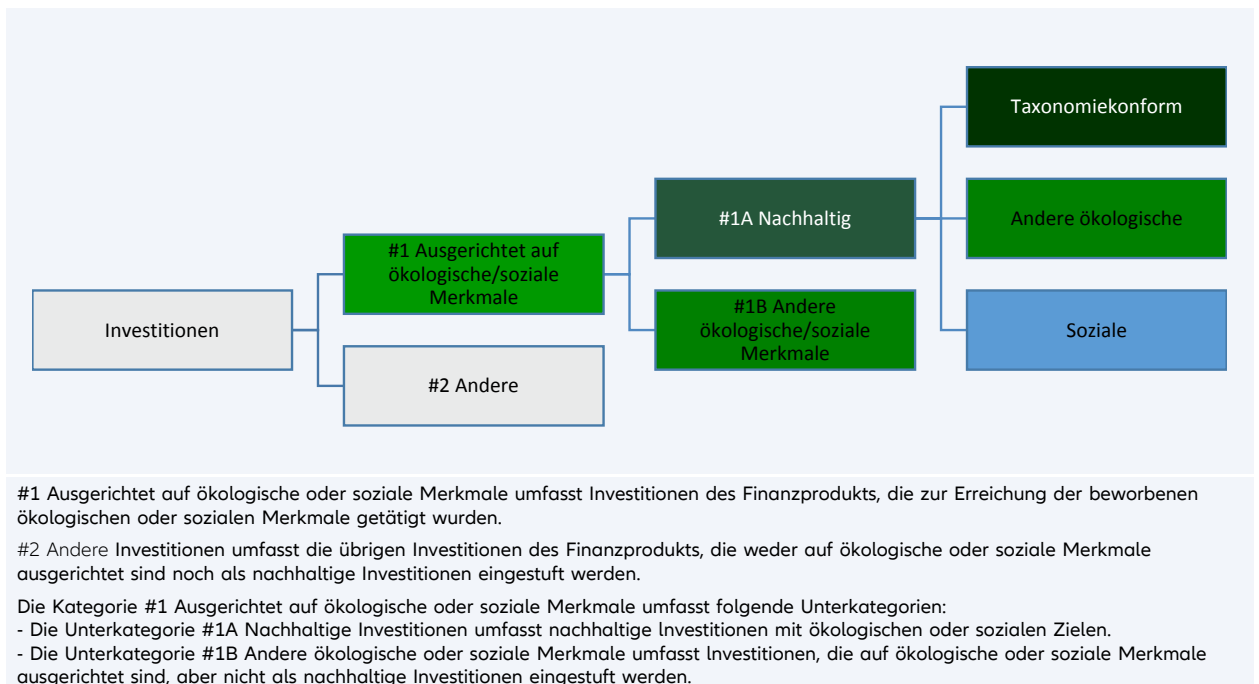 Taxonomiekonform
#1A Nachhaltig
Andere ökologische
#1 Ausgerichtet auf
ökologische/soziale
Merkmale
#1B Andere
ökologische/soziale
Merkmale
Investitionen
Soziale
#2 Andere
#1 Ausgerichtet auf ökologische oder soziale Merkmale umfasst Investitionen des Finanzprodukts, die zur Erreichung der beworbenen
ökologischen oder sozialen Merkmale getätigt wurden.
#2 Andere Investitionen umfasst die übrigen Investitionen des Finanzprodukts, die weder auf ökologische oder soziale Merkmale
ausgerichtet sind noch als nachhaltige Investitionen eingestuft werden.
Die Kategorie #1 Ausgerichtet auf ökologische oder soziale Merkmale umfasst folgende Unterkategorien:
- Die Unterkategorie #1A Nachhaltige Investitionen umfasst nachhaltige lnvestitionen mit ökologischen oder sozialen Zielen.
- Die Unterkategorie #1B Andere ökologische oder soziale Merkmale umfasst lnvestitionen, die auf ökologische oder soziale Merkmale
ausgerichtet sind, aber nicht als nachhaltige Investitionen eingestuft werden.